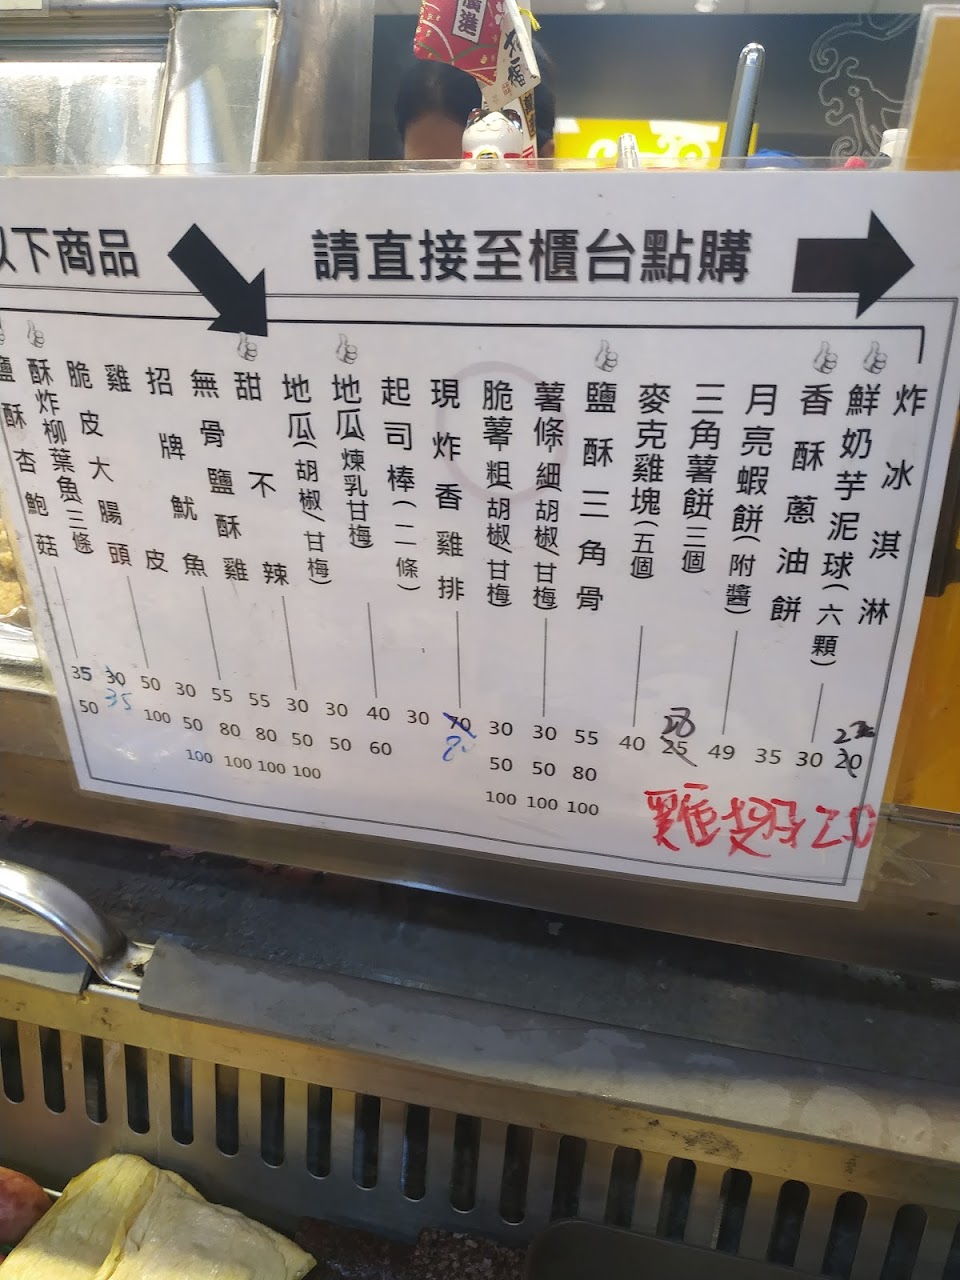 以下商品
請直接至櫃台點購
炸冰淇淋
鮮奶芋泥球(六顆)
香酥蔥油餅
月亮蝦餅(附醬)
三角薯餅(三個)
麥克雞塊(五個)
鹽酥三角骨
薯條細(胡椒/甘梅)
脆薯粗(胡椒/甘梅)
現炸香雞排
起司棒(二條)
地瓜煉乳甘梅
地瓜(胡椒/甘梅)
甜不辣
無骨鹽酥雞
招牌魷魚
雞皮
脆皮大腸頭
酥炸柳葉魚三條
鹽酥杏鮑菇
35 30 50 30 55 55 30 30 40 30 70 30 30 55 40 25 49 35 30 20
35
50 100 50 80 80 50 50 60 50 50 80
100 100 100 100 100 100 100
雞翅20